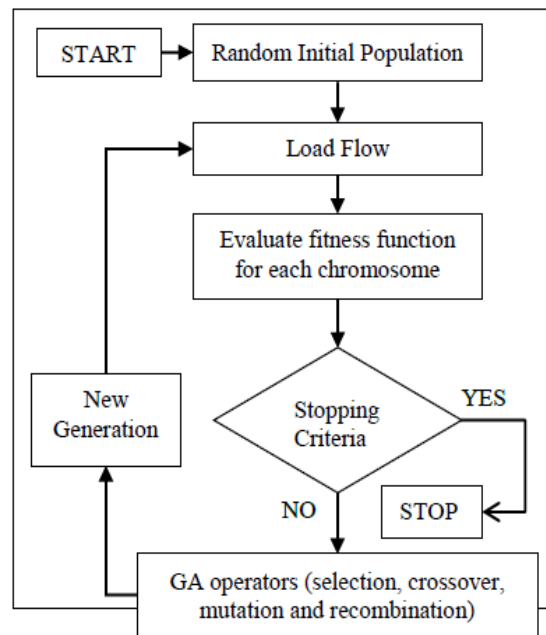 START
Random Initial Population
Load Flow
Evaluate fitness function
for each chromosome
New
Generation
Stopping
Criteria
YES
NO
STOP
GA operators (selection, crossover,
mutation and recombination)